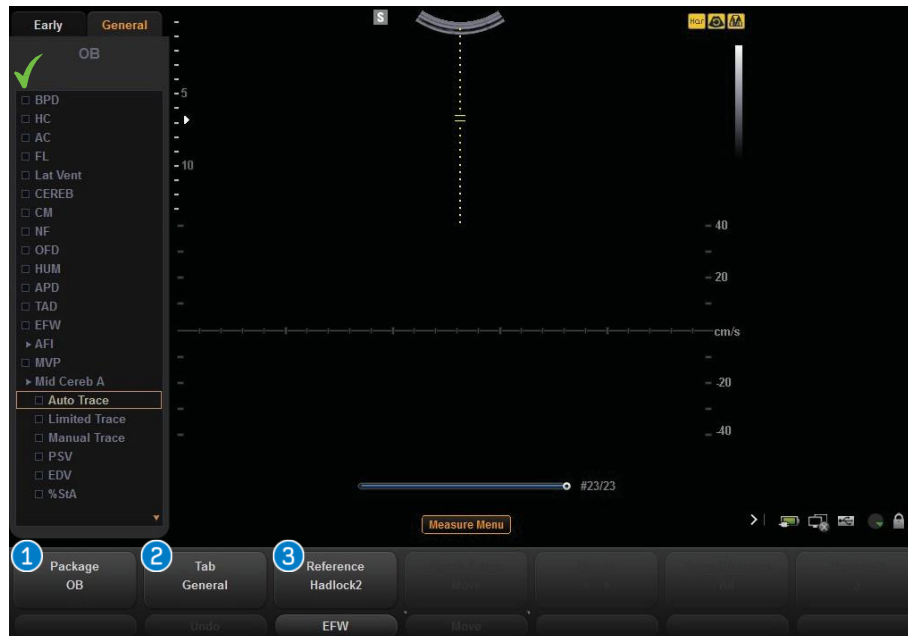 Early General
OB
BPD
HC
AC
FL
Lat Vent
CEREB
CM
NF
OFD
HUM
APD
TAD
EFW
AFI
MVP
Mid Cereb A
Auto Trace
Limited Trace
Manual Trace
PSV
EDV
%StA
S
Har
5
10
40
20
cm/s
-20
-40
#23/23
Measure Menu
1 Package
OB
2 Tab
General
3 Reference
Hadlock2
Move
Undo
EFW
Move